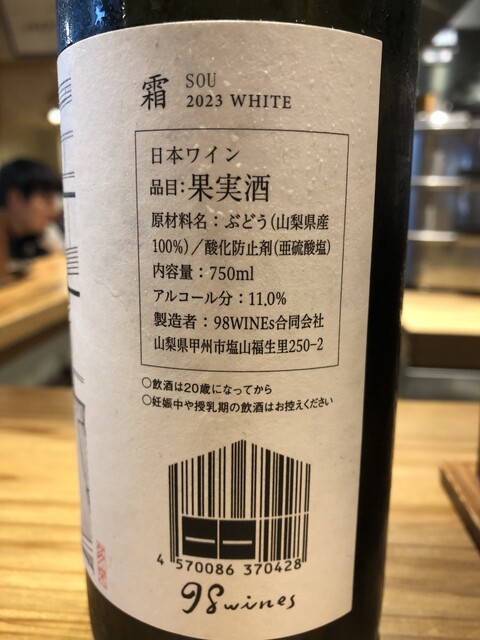 霜 SOU
2023 WHITE
日本ワイン
品目:果実酒
原材料名：ぶどう(山梨県産
100%)／酸化防止剤(亜硫酸塩)
内容量：750ml
アルコール分：11.0%
製造者：98WINEs合同会社
山梨県甲州市塩山福生里250-2
○飲酒は20歳になってから
○妊娠中や授乳期の飲酒はお控えください
4 570086 370428
98wines